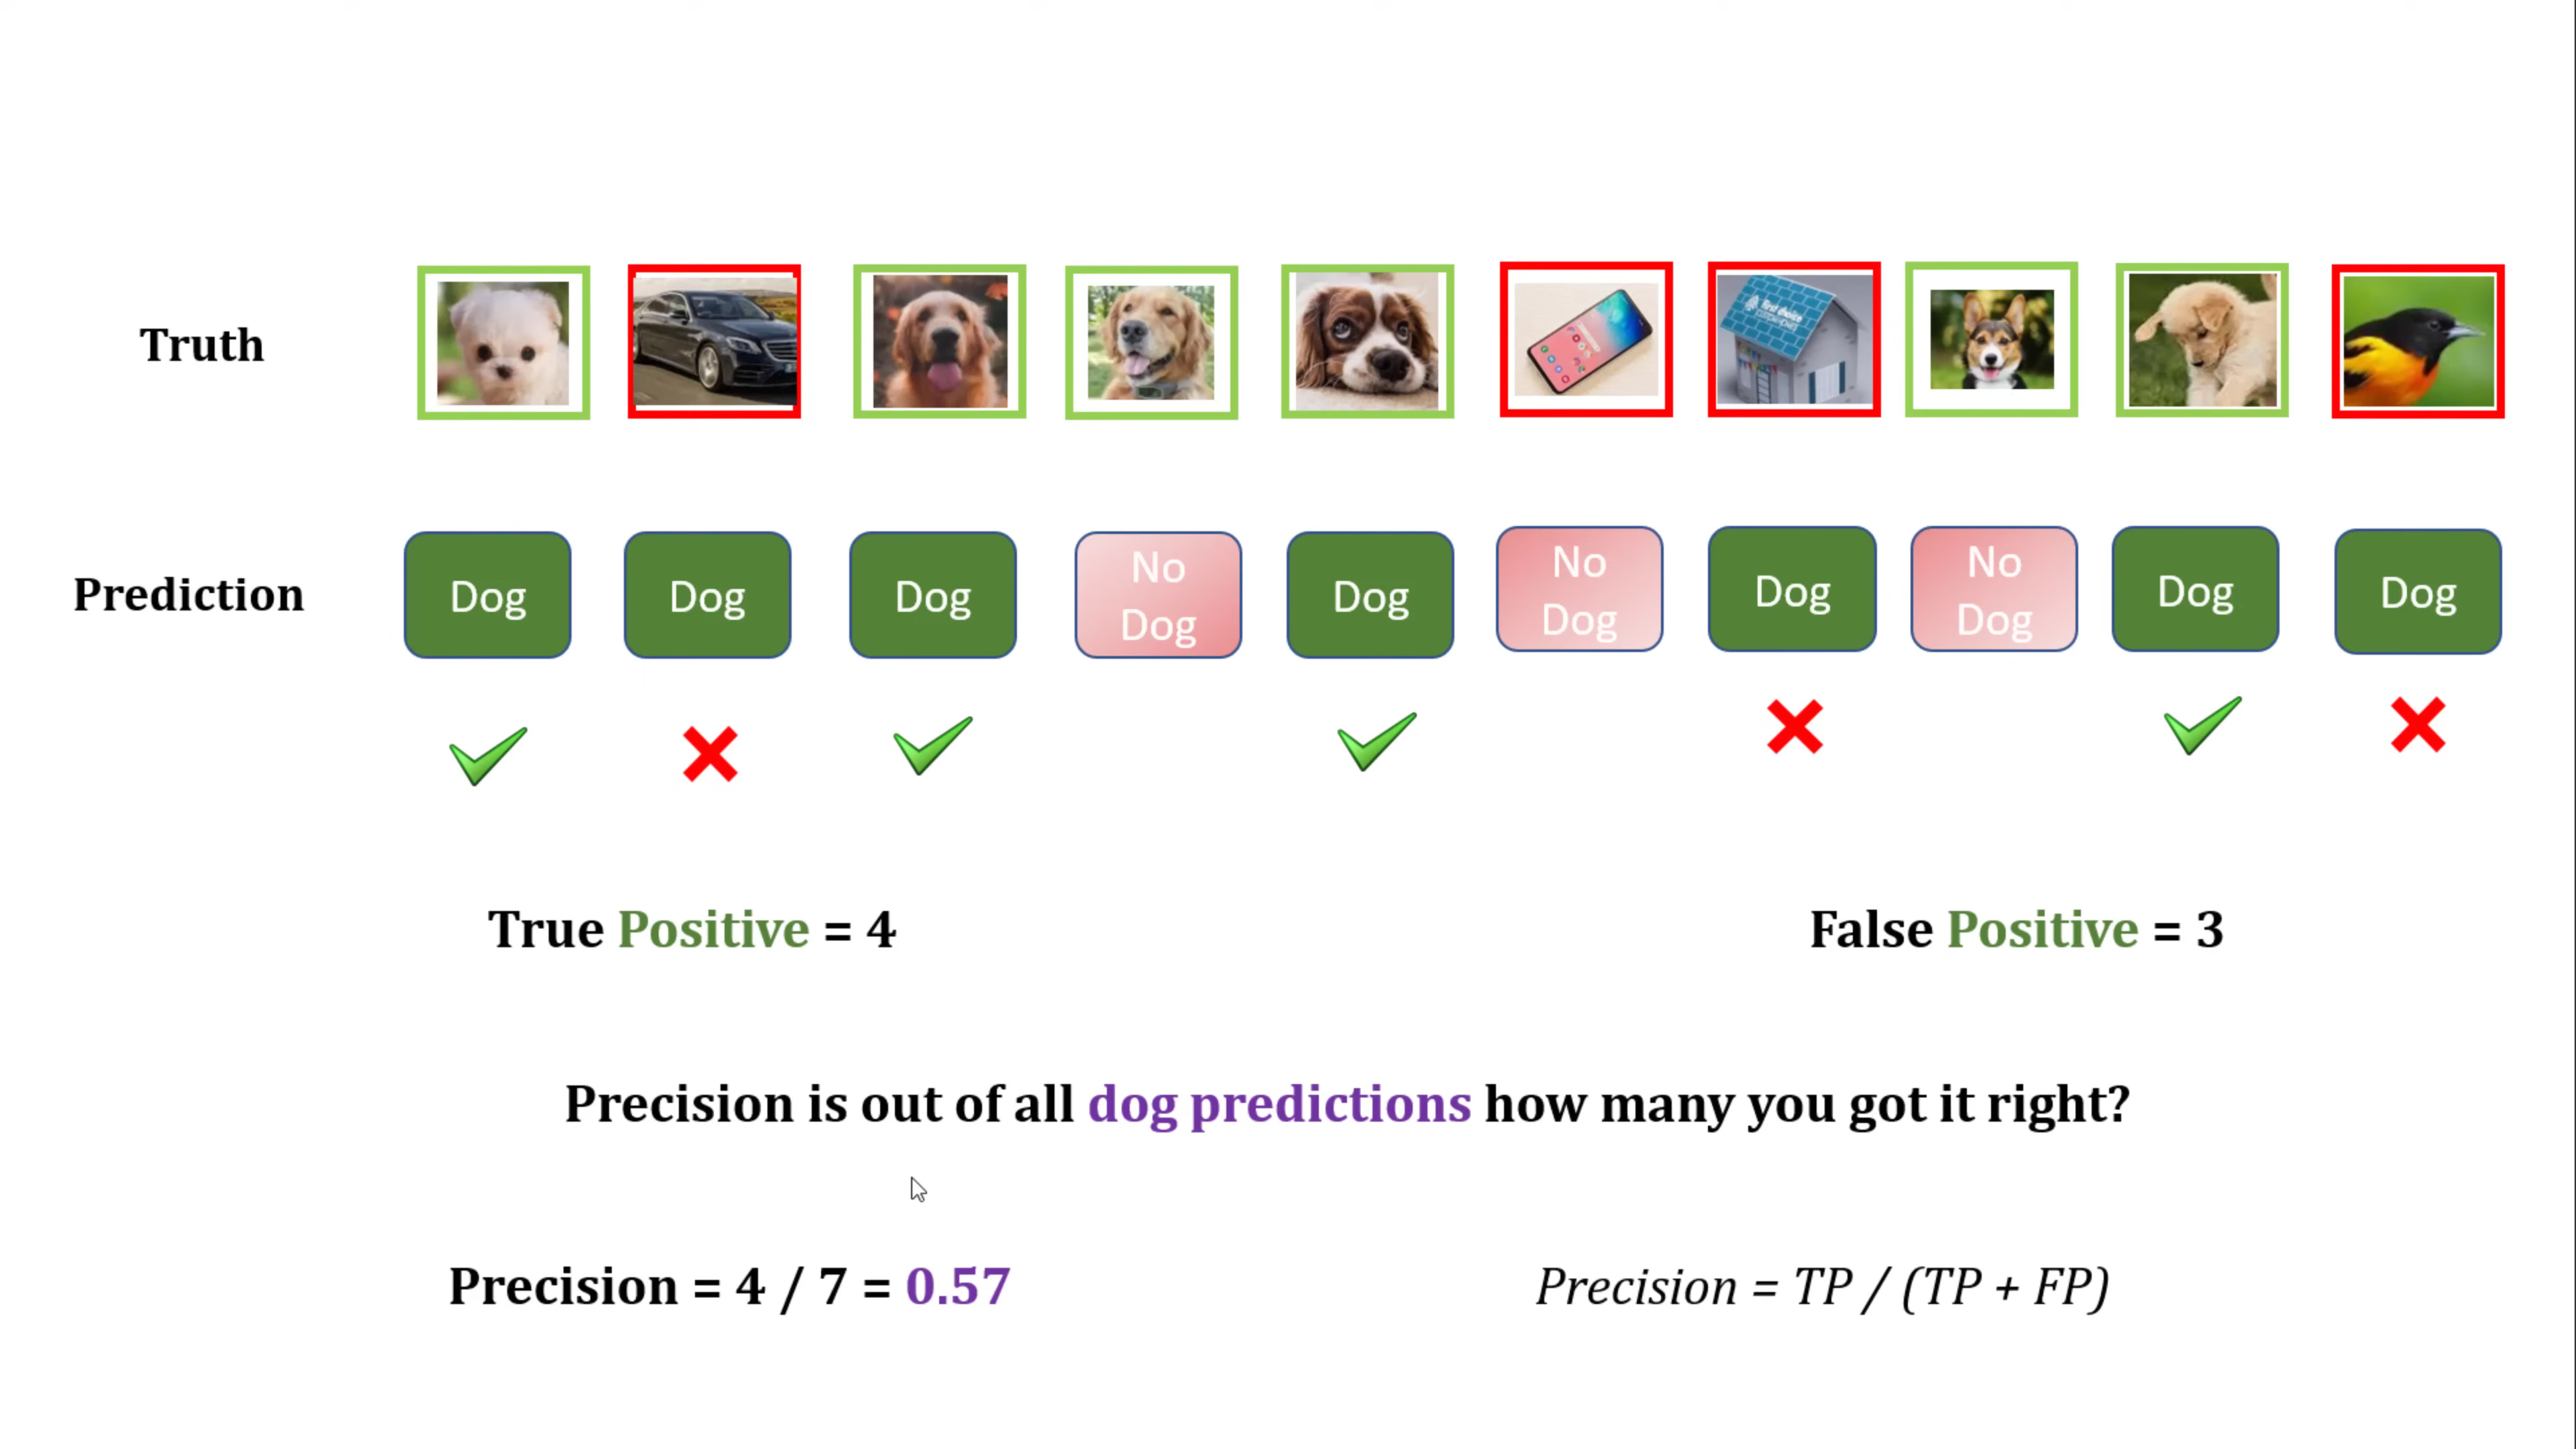 Truth
first choice
Prediction
Dog
Dog
Dog
No
Dog
Dog
No
Dog
Dog
No
Dog
Dog
Dog
True Positive = 4
False Positive = 3
Precision is out of all dog predictions how many you got it right?
Precision = 4 / 7 = 0.57
Precision = TP / (TP + FP)